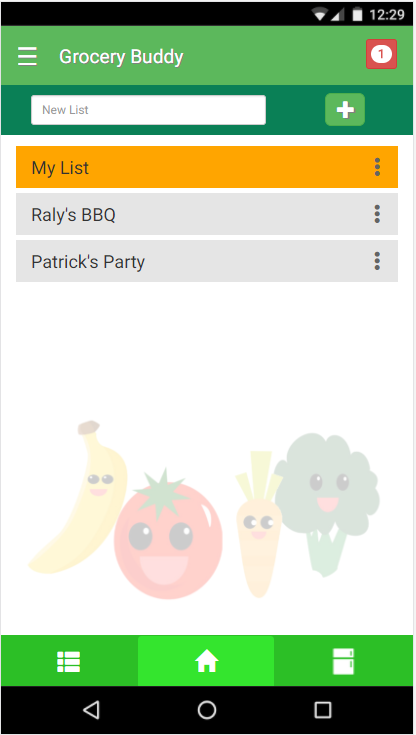 12:29
Grocery Buddy
1
New List
My List
Raly's BBQ
Patrick's Party